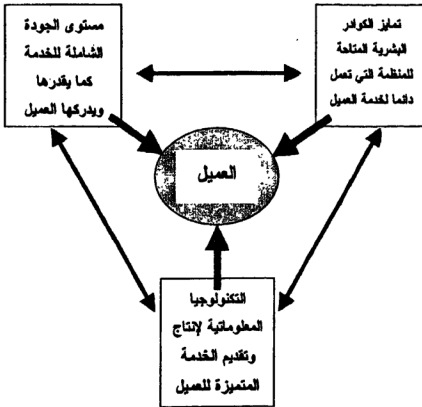 تمايز الكوادر
البشرية المتاحة
للمنظمة التي تعمل
دائما لخدمة العميل
مستوى الجودة
الشاملة للخدمة
كما يقدرها
ويدركها العميل
العميل
التكنولوجيا
المعلوماتية لإنتاج
وتقديم الخدمة
المتميزة للعميل